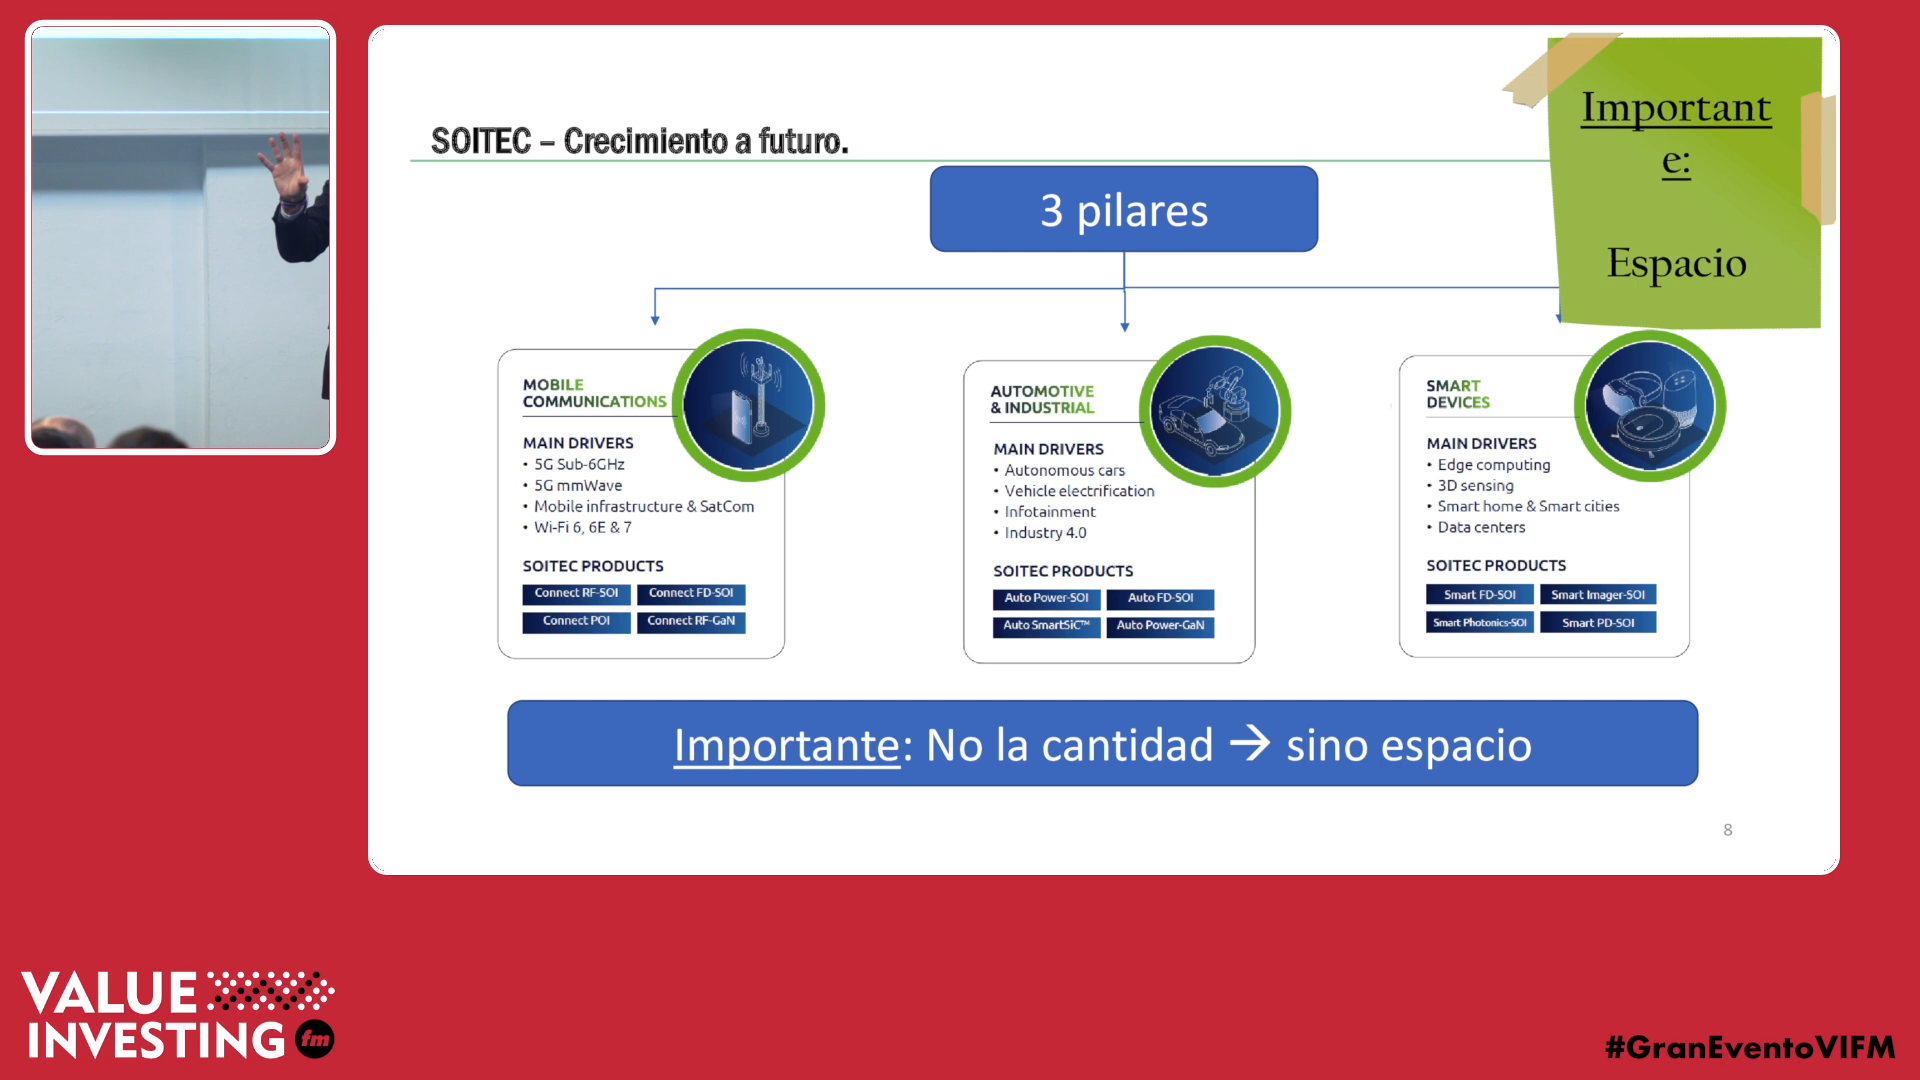 SOITEC – Crecimiento a futuro.
Important
e:
Espacio
3 pilares
MOBILE
COMMUNICATIONS
MAIN DRIVERS
• 5G Sub-6GHz
• 5G mmWave
• Mobile infrastructure & SatCom
• Wi-Fi 6, 6E & 7
SOITEC PRODUCTS
Connect RF-SOI Connect FD-SOI
Connect POI Connect RF-GaN
AUTOMOTIVE
& INDUSTRIAL
MAIN DRIVERS
• Autonomous cars
• Vehicle electrification
• Infotainment
• Industry 4.0
SOITEC PRODUCTS
Auto Power-SOI Auto FD-SOI
Auto SmartSiC™ Auto Power-GaN
SMART
DEVICES
MAIN DRIVERS
• Edge computing
• 3D sensing
• Smart home & Smart cities
• Data centers
SOITEC PRODUCTS
Smart FD-SOI Smart Imager-SOI
Smart Photonics-SOI Smart PD-SOI
Importante: No la cantidad → sino espacio
8
VALUE
INVESTING fm
#GranEventoVIFM